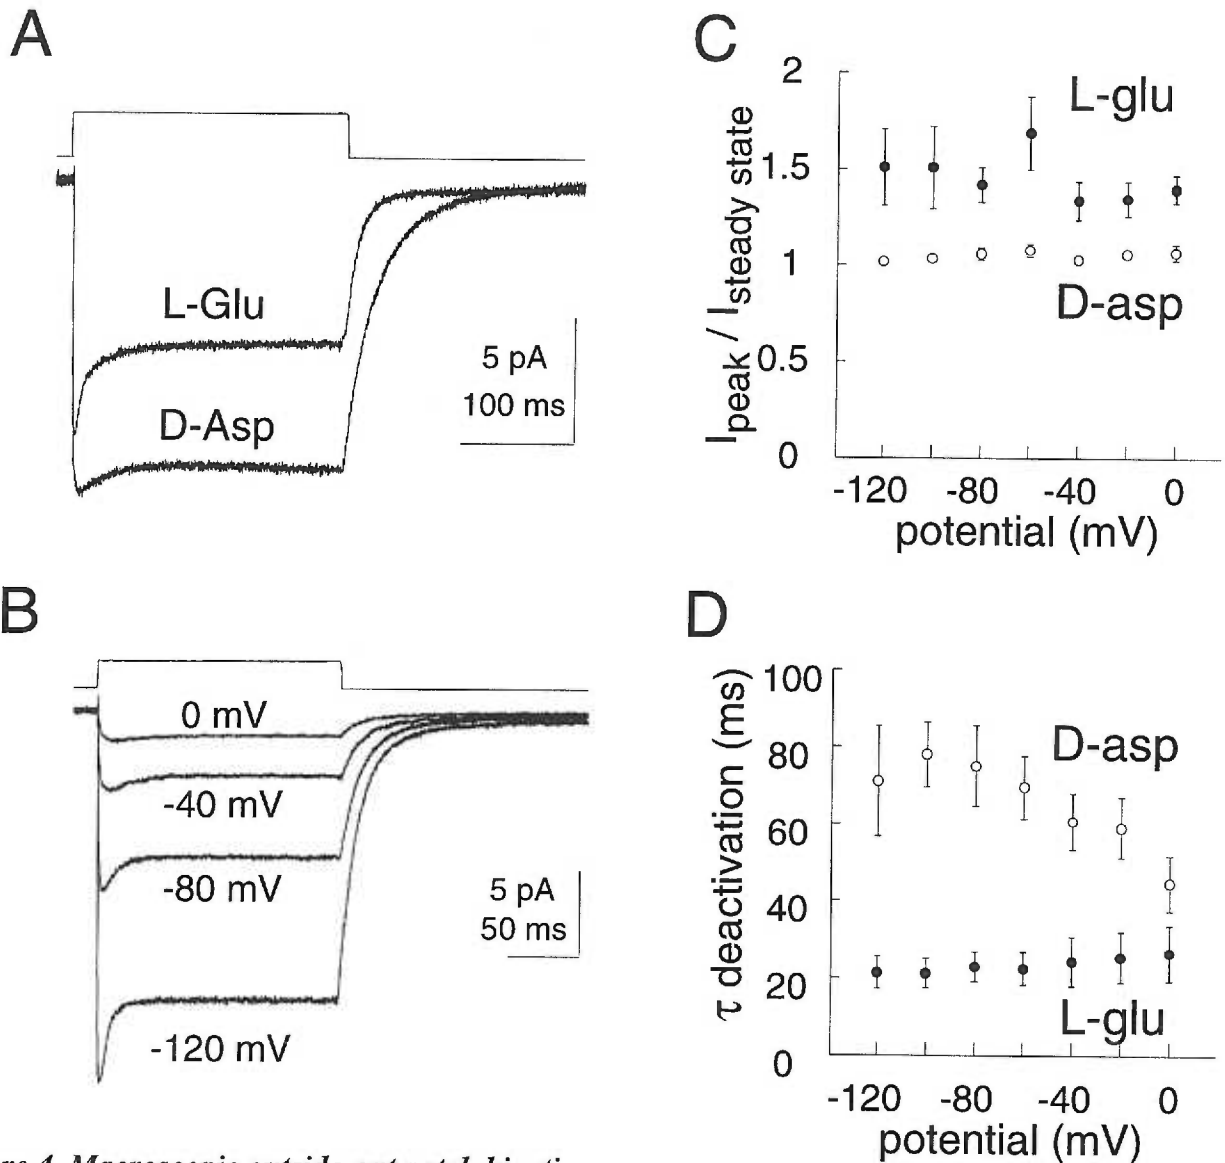 A
L-Glu
D-Asp
5 pA
100 ms
B
0 mV
-40 mV
-80 mV
-120 mV
5 pA
50 ms
C
I peak / I steady state
2
1.5
1
0.5
0
L-glu
D-asp
-120 -80 -40 0
potential (mV)
D
τ deactivation (ms)
100
80
60
40
20
0
D-asp
L-glu
-120 -80 -40 0
potential (mV)